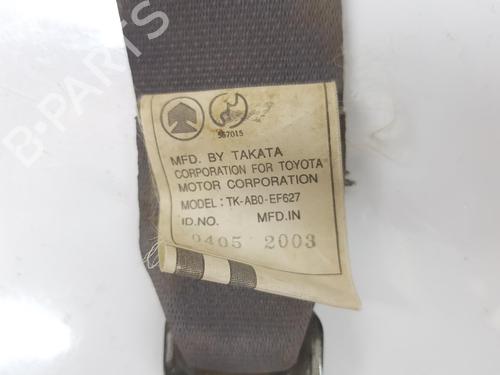 B-PARTS
567015
MFD. BY TAKATA
CORPORATION FOR TOYOTA
MOTOR CORPORATION
MODEL: TK-AB0-EF627
ID.NO. MFD.IN
9405 2003